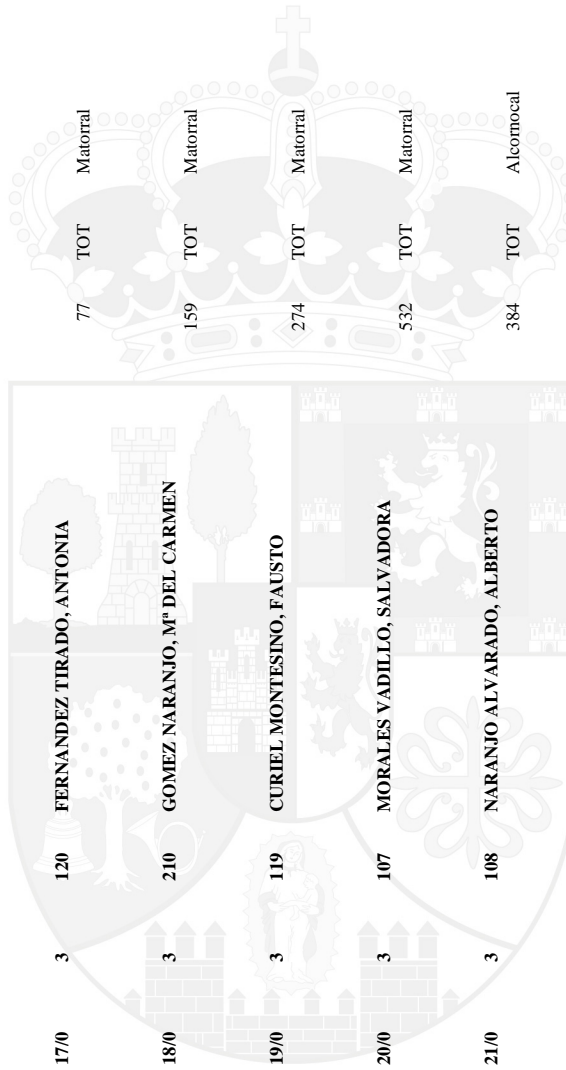 17/0 3 120 FERNANDEZ TIRADO, ANTONIA 77 TOT Matorral
18/0 3 210 GOMEZ NARANJO, Mª DEL CARMEN 159 TOT Matorral
19/0 3 119 CURIEL MONTESINO, FAUSTO 274 TOT Matorral
20/0 3 107 MORALES VADILLO, SALVADORA 532 TOT Matorral
21/0 3 108 NARANJO ALVARADO, ALBERTO 384 TOT Alcornocal